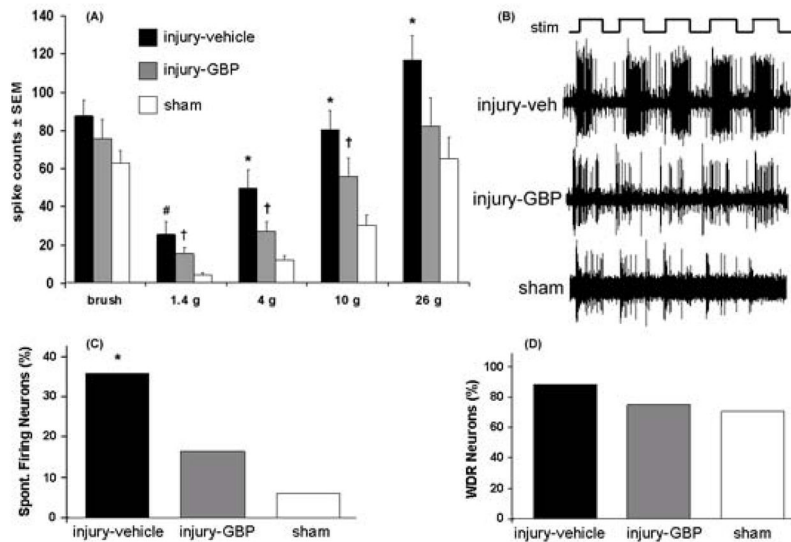 (A)
140
120
100
80
60
40
20
0
spike counts ± SEM
injury-vehicle
injury-GBP
sham
# † * † * † *
brush 1.4 g 4 g 10 g 26 g
(B)
stim
injury-veh
injury-GBP
sham
(C)
40
30
20
10
0
Spont. Firing Neurons (%)
*
injury-vehicle injury-GBP sham
(D)
100
80
60
40
20
0
WDR Neurons (%)
injury-vehicle injury-GBP sham